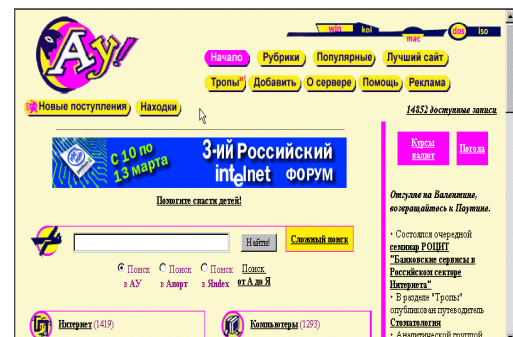 Ау!
win koi mac dos iso
Начало Рубрики Популярные Лучший сайт
Тропы Добавить О сервере Помощь Реклама
Новые поступления Находки
14852 доступные записи
С 10 по
13 марта
3-ий Российский
intelnet ФОРУМ
Курсы
валют
Погода
Помогите спасти детей!
Отгуляв на Валентине,
возвращайтесь к Паутине.
Найти!
Сложный поиск
Поиск
в АУ
Поиск
в Апорт
Поиск
в Яndex
Поиск
от А до Я
• Состоялся очередной
семинар РОЦИТ
"Банковские сервисы в
Российском секторе
Интернета"
• В разделе "Тропы"
опубликован путеводитель
Стоматология
• Аналитической группой
Интернет (1419)
Компьютеры (1293)